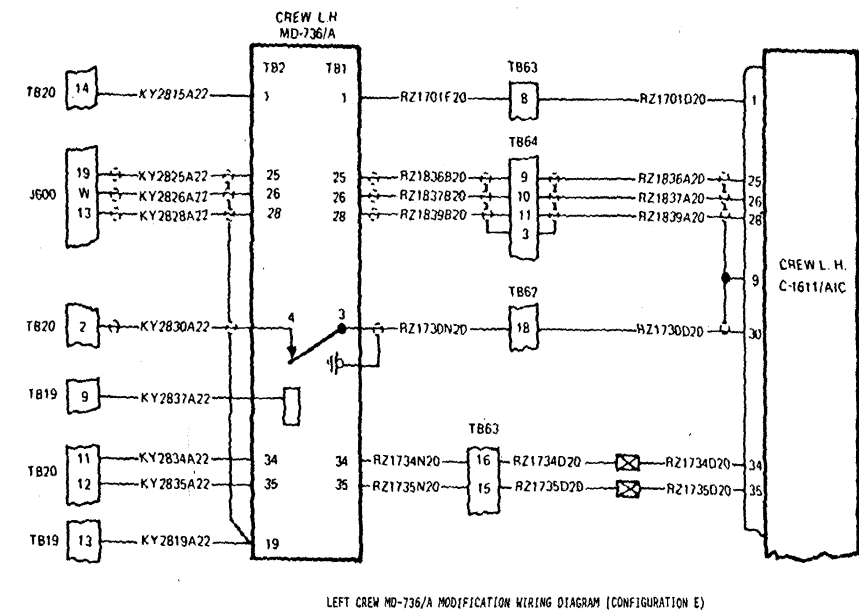 CREW L.H
MD-736/A
TB2 TB1
TB63
TB20 14 KY2815A22 1 1 RZ1701F20 8 RZ1701D20 1
TB64
J600
19 KY2825A22 25 25 RZ1836B20 9 RZ1836A20 25
W KY2826A22 26 26 RZ1837B20 10 RZ1837A20 26
13 KY2828A22 28 28 RZ1839B20 11 RZ1839A20 28
3
9
CREW L. H.
C-1611/AIC
TB62
4 3
TB20 2 KY2830A22 RZ1730N20 18 RZ1730D20 30
TB19 9 KY2837A22
TB63
TB20
11 KY2834A22 34 34 RZ1734N20 16 RZ1734D20 RZ1734D20 34
12 KY2835A22 35 35 RZ1735N20 15 RZ1735D20 RZ1735D20 35
TB19 13 KY2819A22 19
LEFT CREW MD-736/A MODIFICATION WIRING DIAGRAM (CONFIGURATION E)